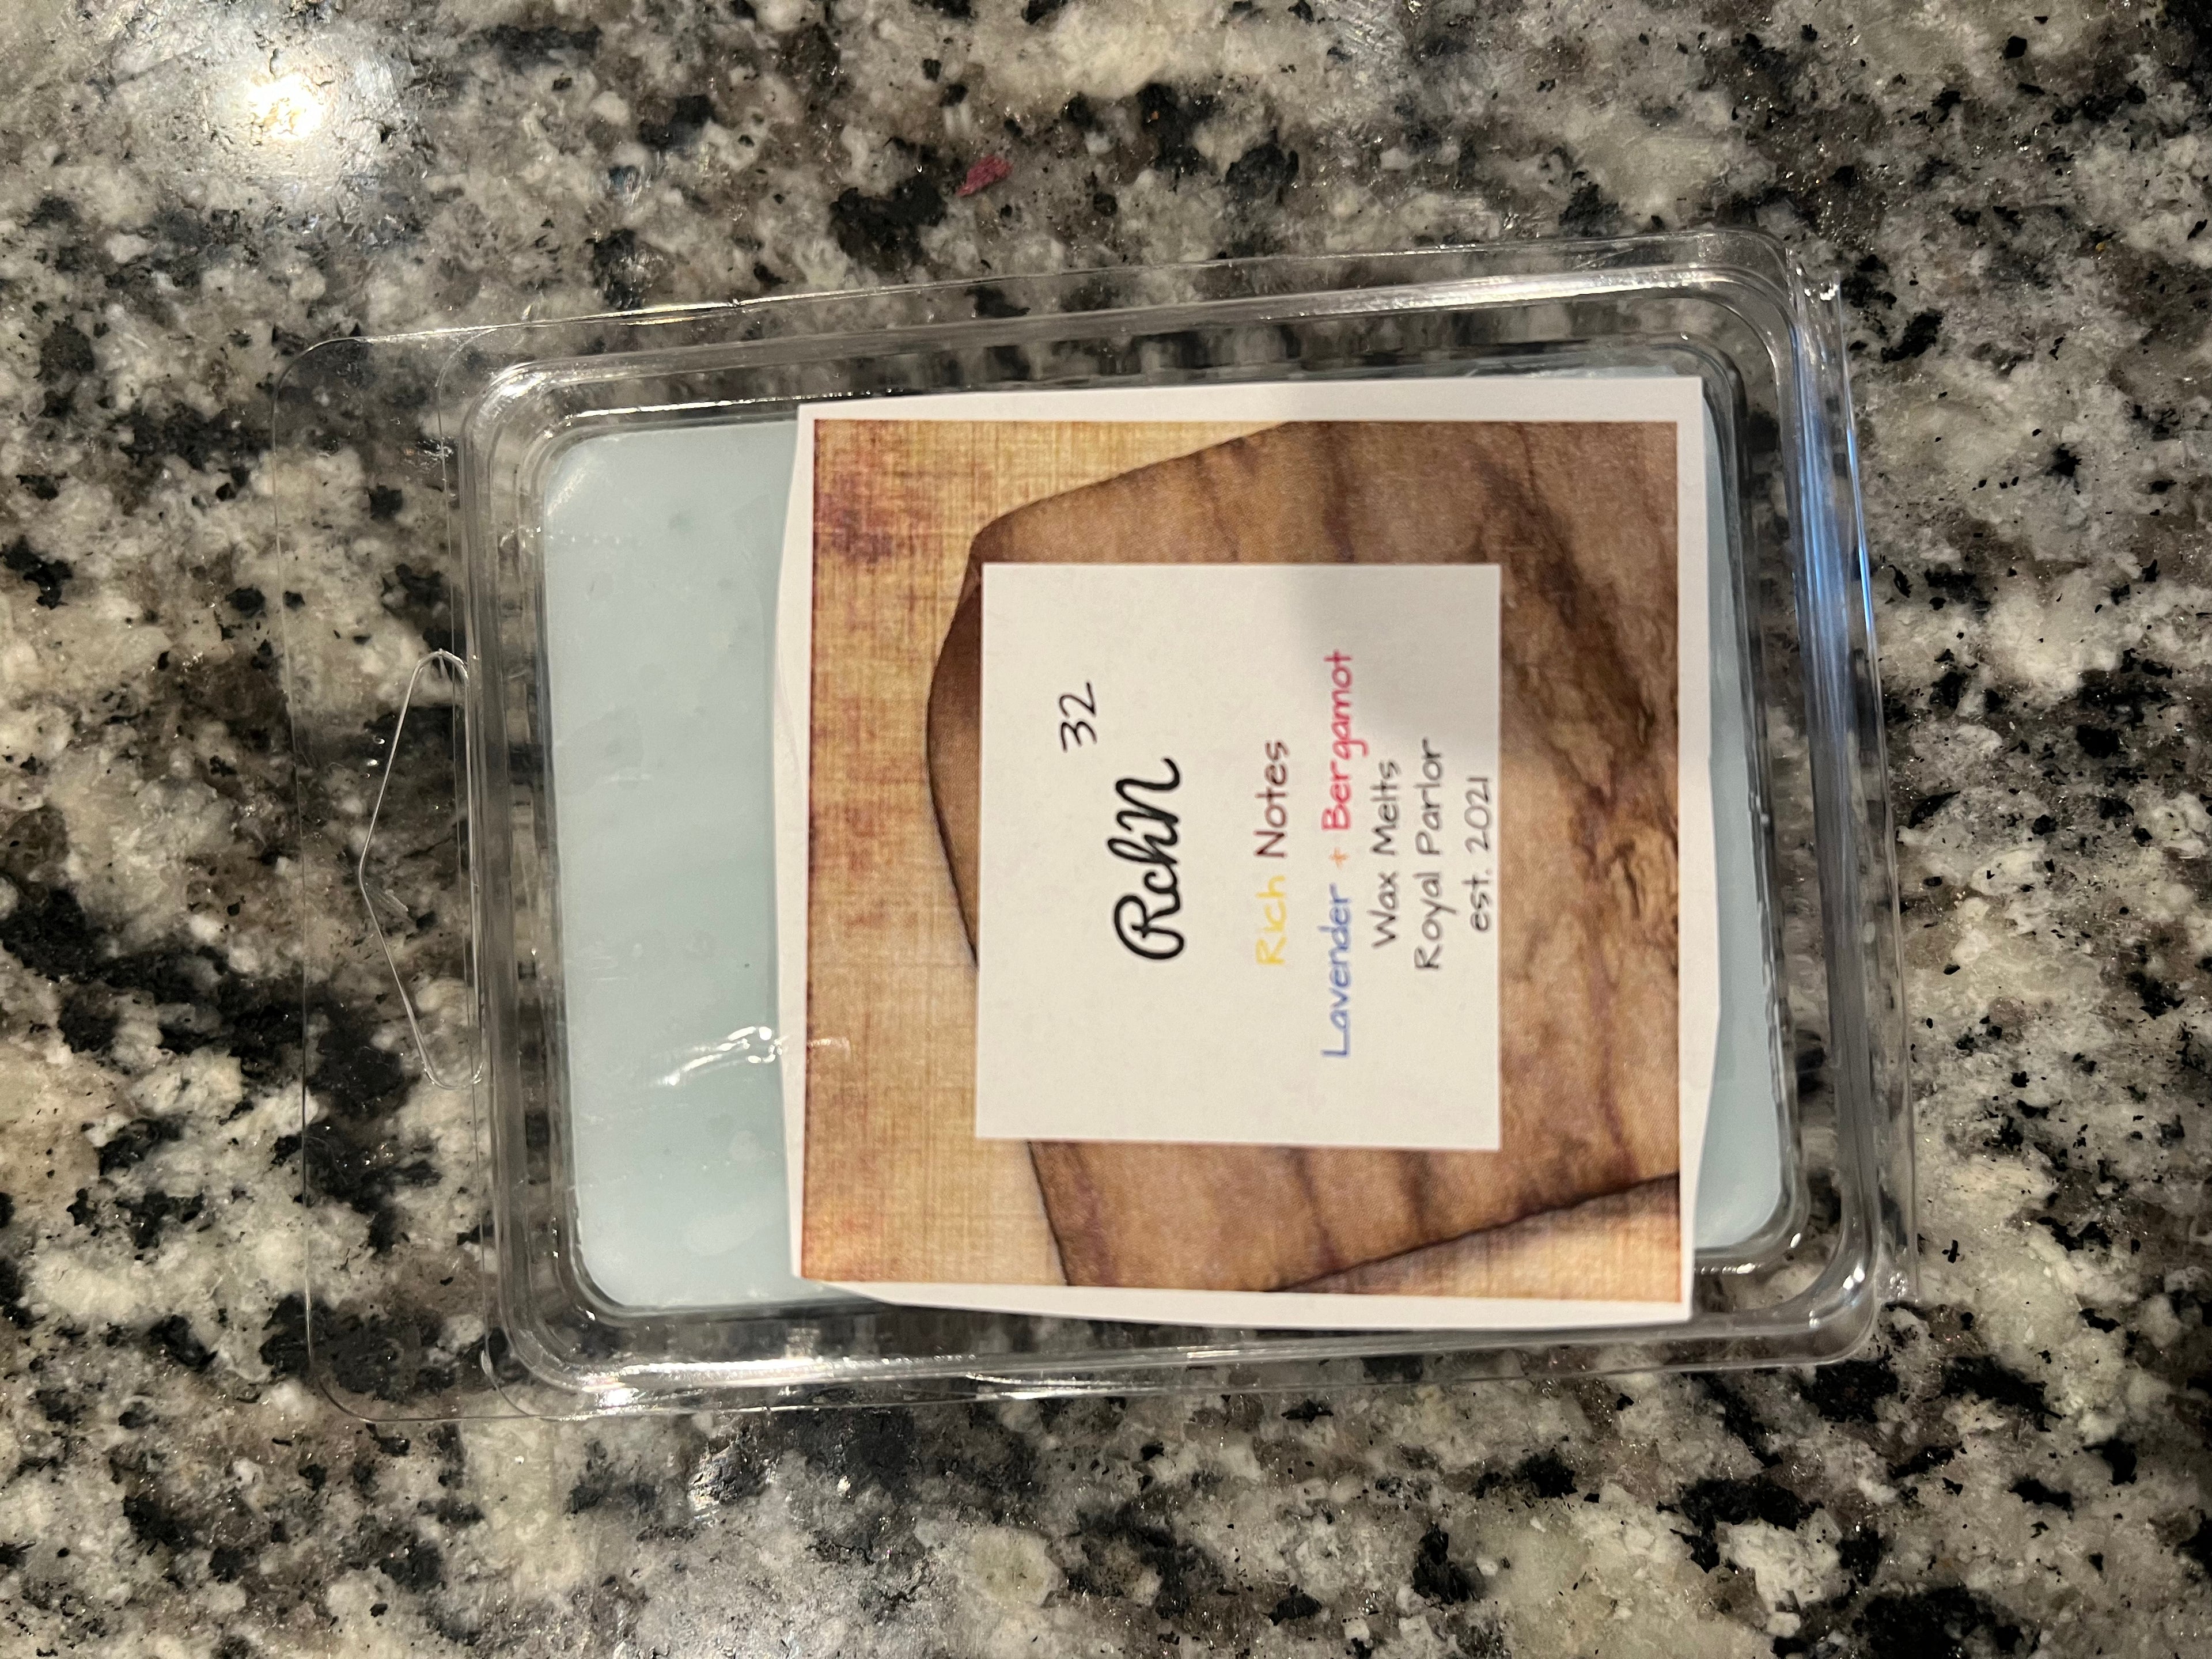 32
RchN
Rich Notes
Lavender + Bergamot
Wax Melts
Royal Parlor
est. 2021